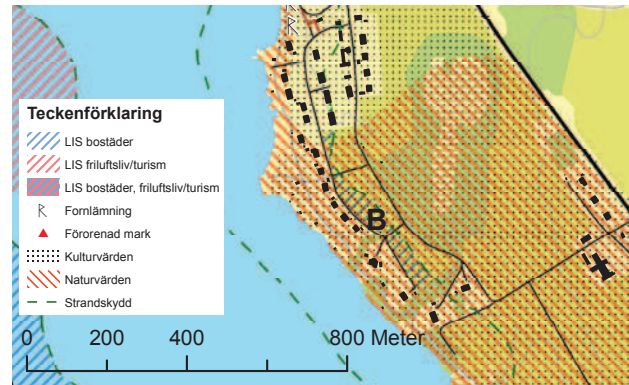 Teckenförklaring
LIS bostäder
LIS friluftsliv/turism
LIS bostäder, friluftsliv/turism
Fornlämning
Förorenad mark
Kulturvärden
Naturvärden
Strandskydd
B
0 200 400 800 Meter